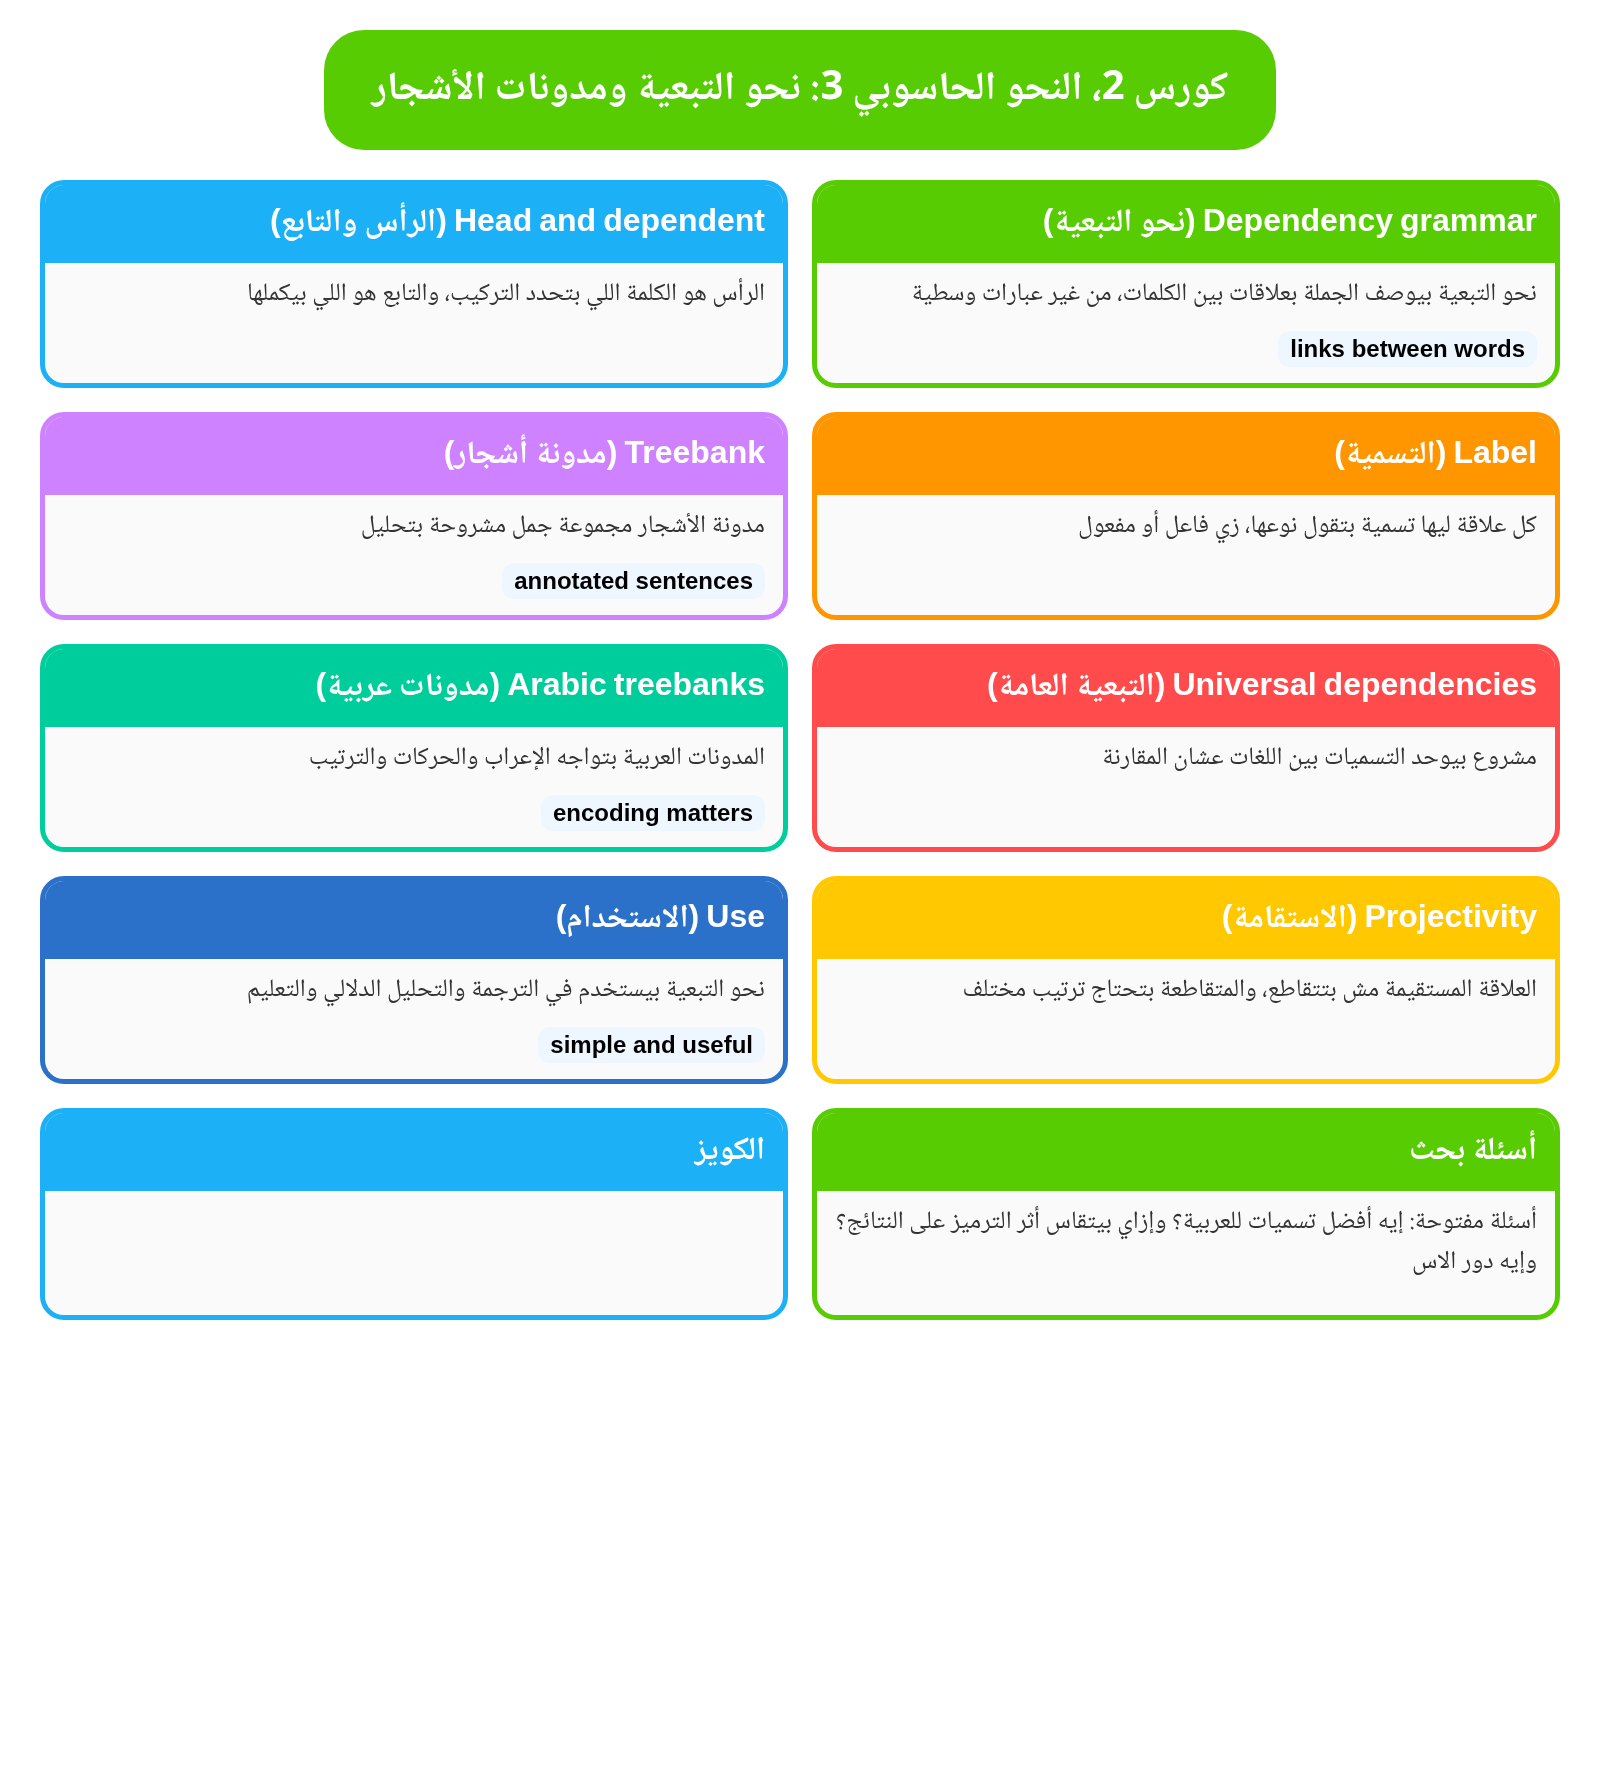 كورس 2، النحو الحاسوبي 3: نحو التبعية ومدونات الأشجار
Dependency grammar (نحو التبعية)
نحو التبعية بيوصف الجملة بعلاقات بين الكلمات، من غير عبارات وسطية
links between words
Head and dependent (الرأس والتابع)
الرأس هو الكلمة اللي بتحدد التركيب، والتابع هو اللي بيكملها
Label (التسمية)
كل علاقة ليها تسمية بتقول نوعها، زي فاعل أو مفعول
Treebank (مدونة أشجار)
مدونة الأشجار مجموعة جمل مشروحة بتحليل
annotated sentences
Universal dependencies (التبعية العامة)
مشروع بيوحد التسميات بين اللغات عشان المقارنة
Arabic treebanks (مدونات عربية)
المدونات العربية بتواجه الإعراب والحركات والترتيب
encoding matters
Projectivity (الاستقامة)
العلاقة المستقيمة مش بتتقاطع، والمتقاطعة بتحتاج ترتيب مختلف
Use (الاستخدام)
نحو التبعية بيستخدم في الترجمة والتحليل الدلالي والتعليم
simple and useful
أسئلة بحث
أسئلة مفتوحة: إيه أفضل تسميات للعربية؟ وإزاي بيتقاس أثر الترميز على النتائج؟
وإيه دور الاس
الكويز